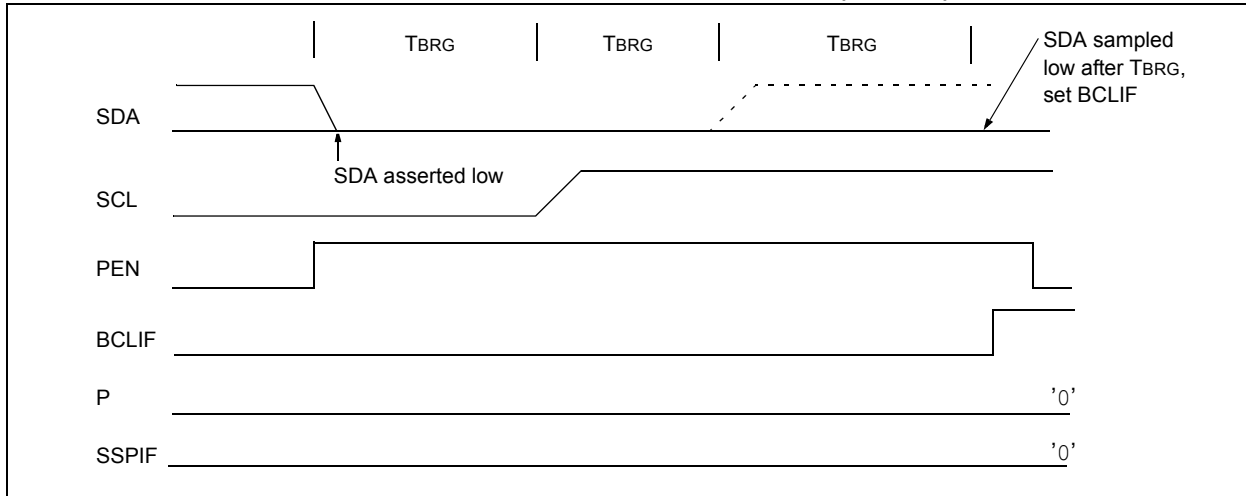 TBRG TBRG TBRG
SDA sampled
low after TBRG,
set BCLIF
SDA
SDA asserted low
SCL
PEN
BCLIF
P '0'
SSPIF '0'